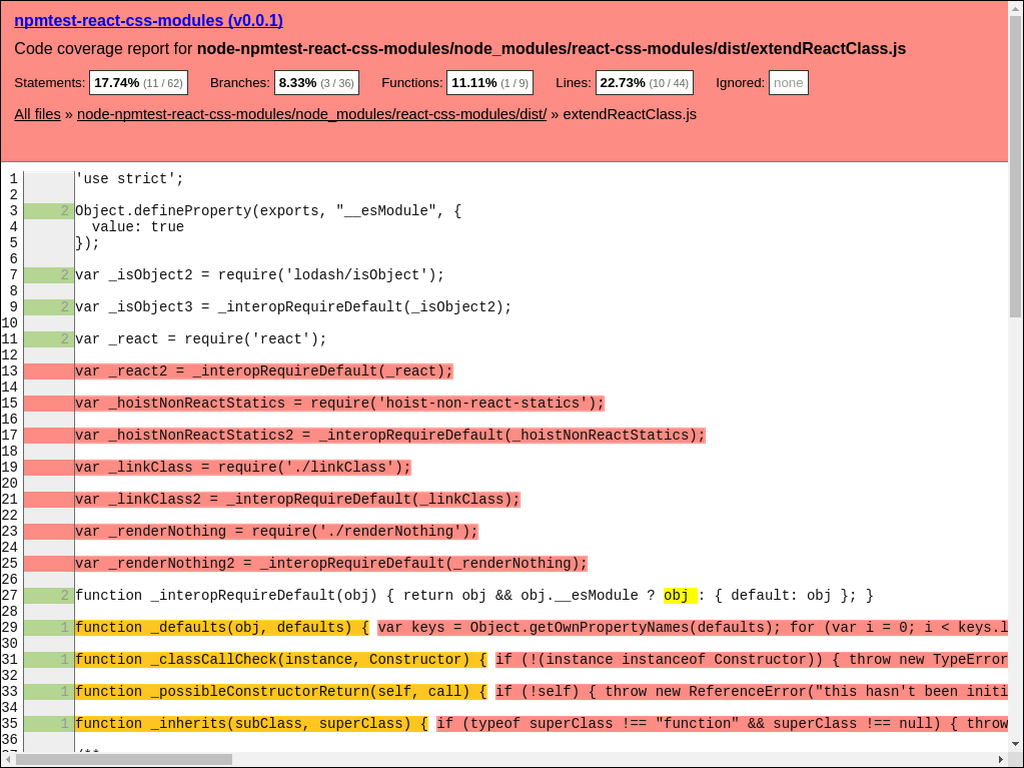 npmtest-react-css-modules (v0.0.1)
Code coverage report for node-npmtest-react-css-modules/node_modules/react-css-modules/dist/extendReactClass.js
Statements: 17.74% (11 / 62) Branches: 8.33% (3 / 36) Functions: 11.11% (1 / 9) Lines: 22.73% (10 / 44) Ignored: none
All files » node-npmtest-react-css-modules/node_modules/react-css-modules/dist/ » extendReactClass.js
1 'use strict';
2
3 2 Object.defineProperty(exports, "__esModule", {
4 value: true
5 });
6
7 2 var _isObject2 = require('lodash/isObject');
8
9 2 var _isObject3 = _interopRequireDefault(_isObject2);
10
11 2 var _react = require('react');
12
13 var _react2 = _interopRequireDefault(_react);
14
15 var _hoistNonReactStatics = require('hoist-non-react-statics');
16
17 var _hoistNonReactStatics2 = _interopRequireDefault(_hoistNonReactStatics);
18
19 var _linkClass = require('./linkClass');
20
21 var _linkClass2 = _interopRequireDefault(_linkClass);
22
23 var _renderNothing = require('./renderNothing');
24
25 var _renderNothing2 = _interopRequireDefault(_renderNothing);
26
27 2 function _interopRequireDefault(obj) { return obj && obj.__esModule ? obj : { default: obj }; }
28
29 1 function _defaults(obj, defaults) { var keys = Object.getOwnPropertyNames(defaults); for (var i = 0; i < keys.l
30
31 1 function _classCallCheck(instance, Constructor) { if (!(instance instanceof Constructor)) { throw new TypeError
32
33 1 function _possibleConstructorReturn(self, call) { if (!self) { throw new ReferenceError("this hasn't been initi
34
35 1 function _inherits(subClass, superClass) { if (typeof superClass !== "function" && superClass !== null) { throw
36